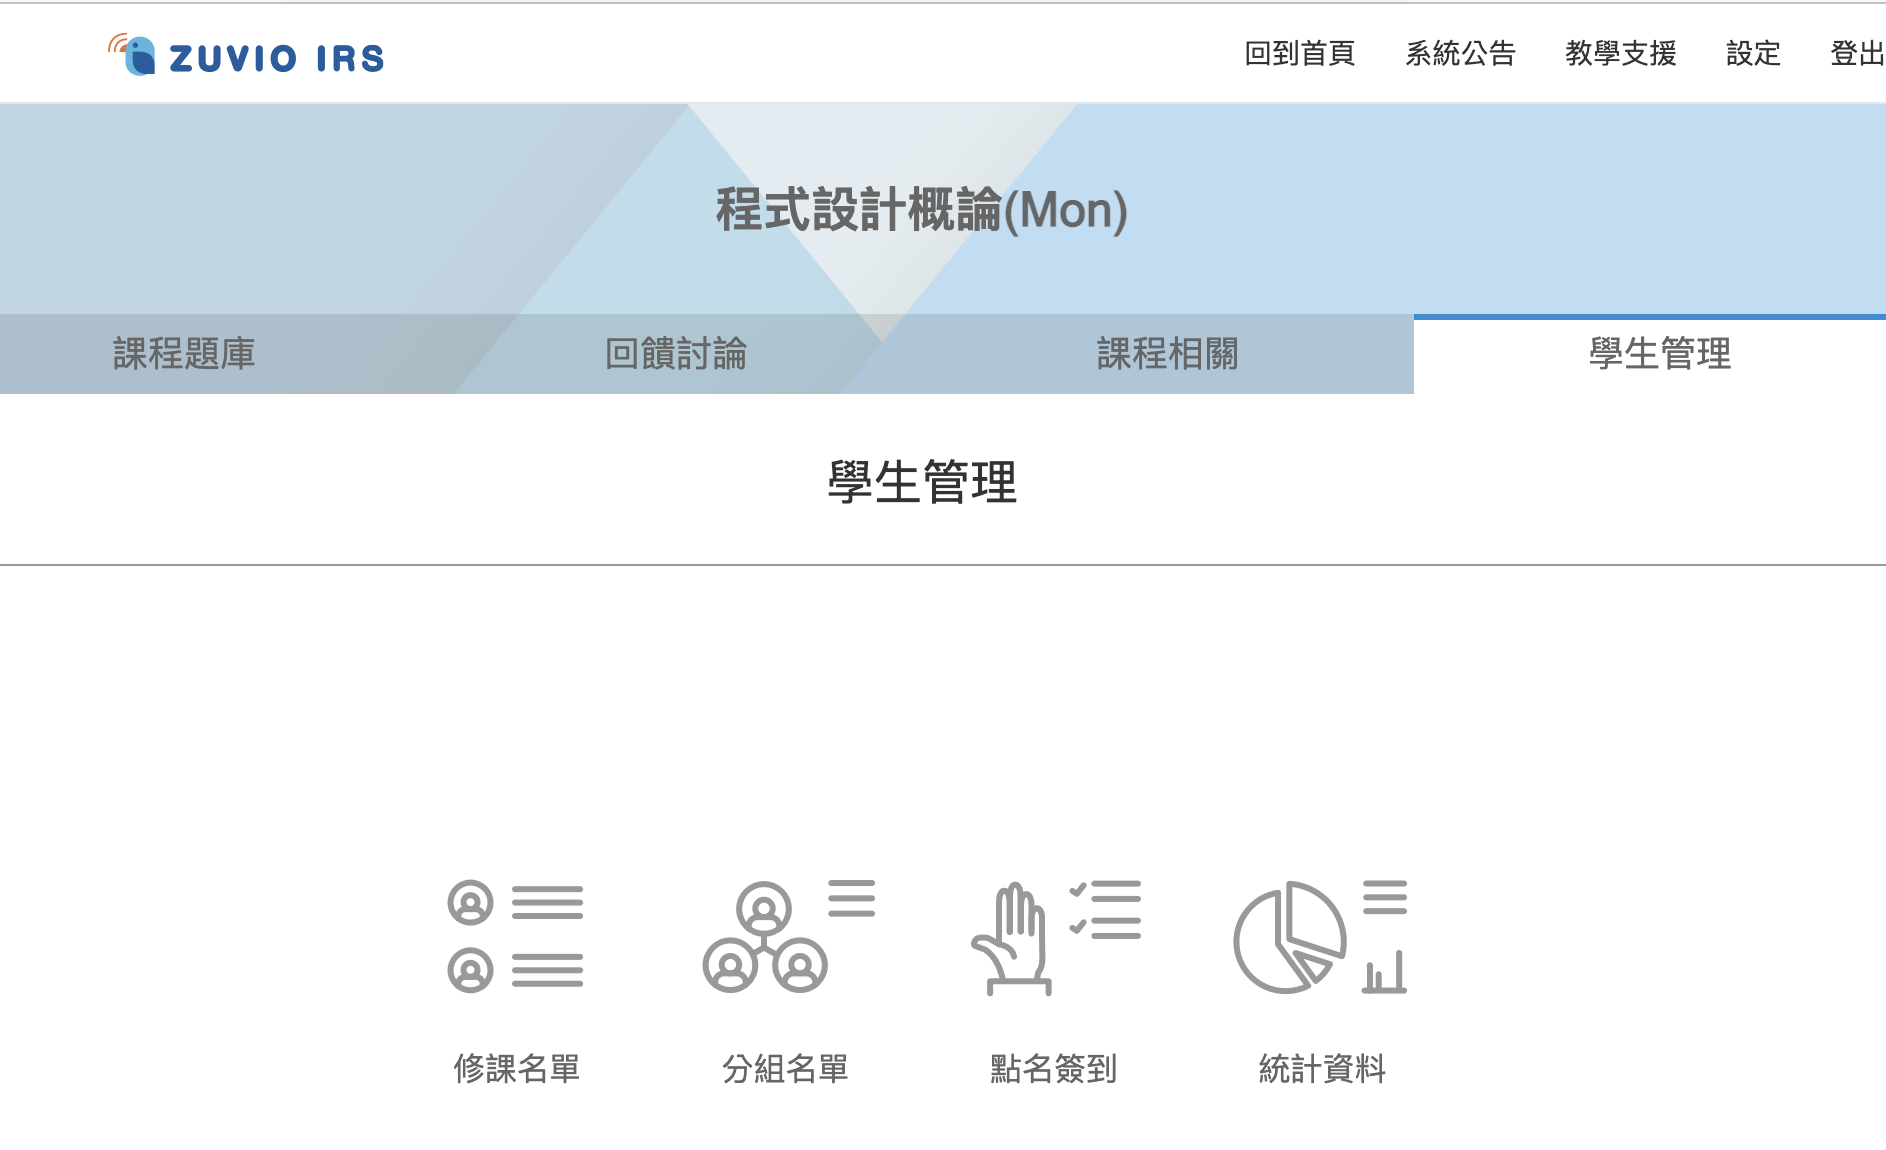 ZUVIO IRS
回到首頁 系統公告 教學支援 設定 登出
程式設計概論(Mon)
課程題庫 回饋討論 課程相關 學生管理
學生管理
修課名單 分組名單 點名簽到 統計資料